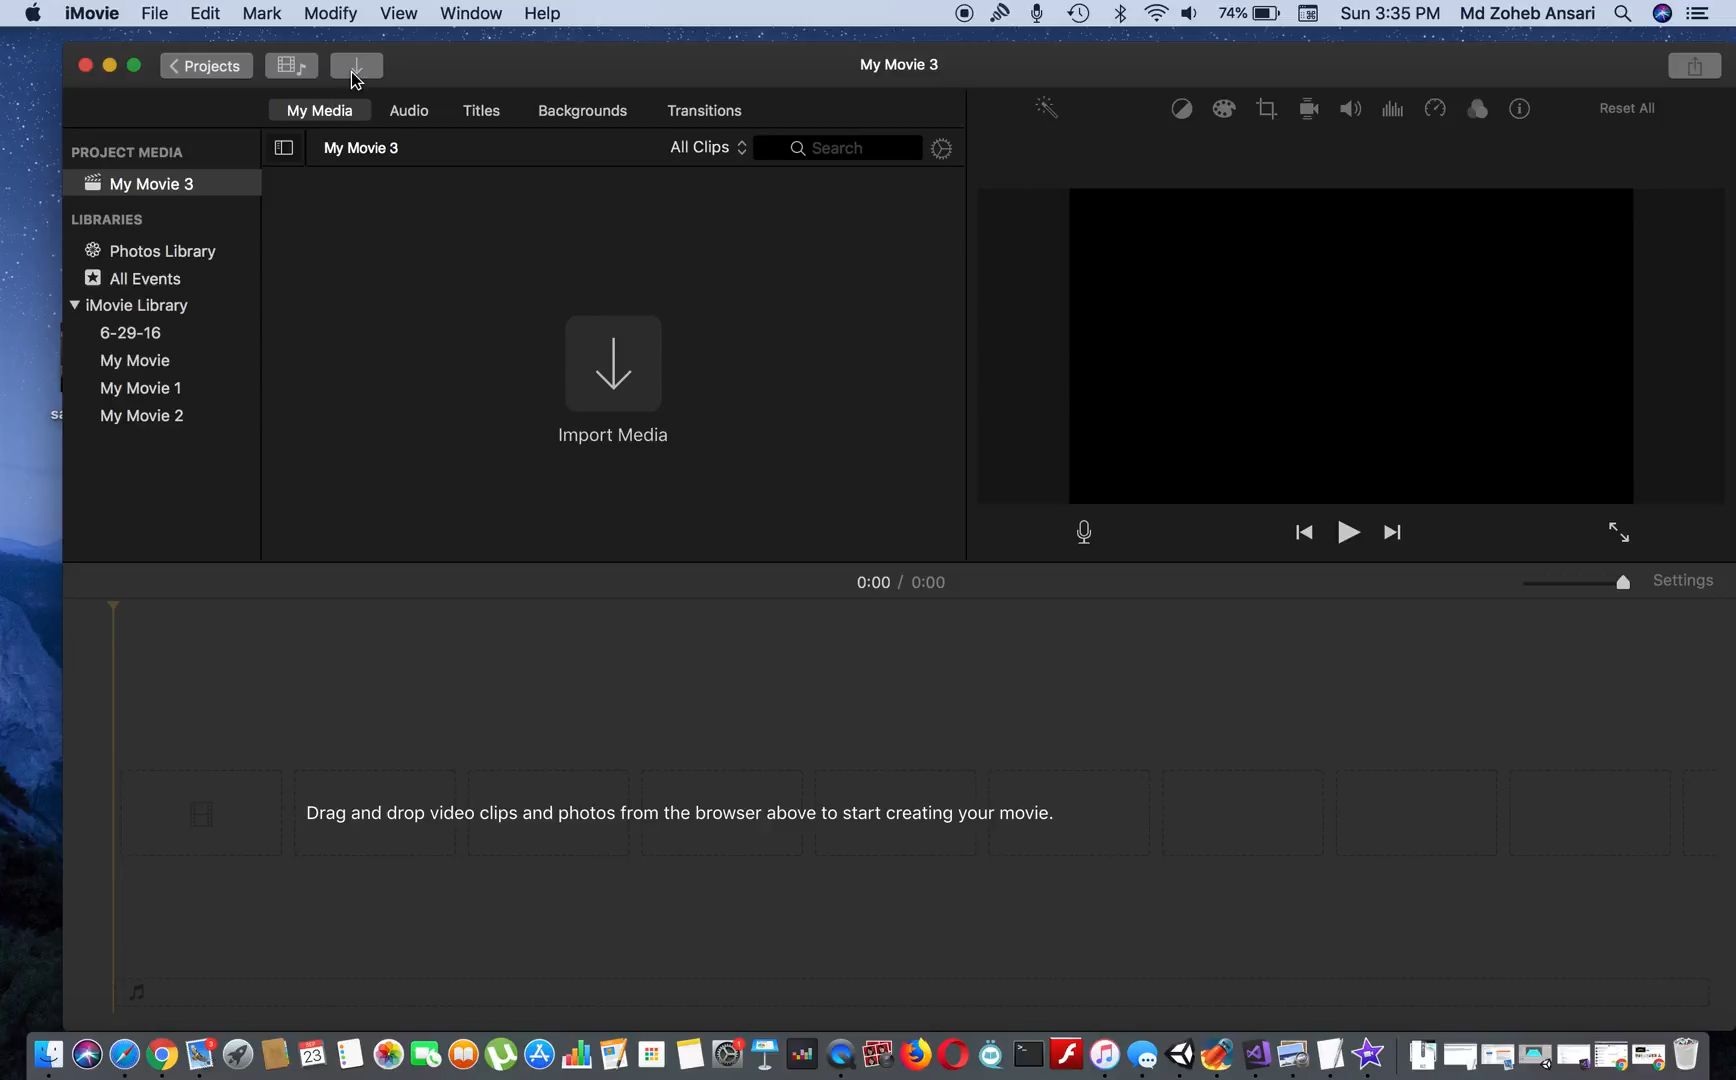 iMovie File Edit Mark Modify View Window Help 74% Sun 3:35 PM Md Zoheb Ansari
Projects My Movie 3
My Media Audio Titles Backgrounds Transitions Reset All
PROJECT MEDIA My Movie 3 All Clips Search
My Movie 3
LIBRARIES
Photos Library
All Events
iMovie Library
6-29-16
My Movie
My Movie 1
My Movie 2
Import Media
0:00 / 0:00 Settings
Drag and drop video clips and photos from the browser above to start creating your movie.